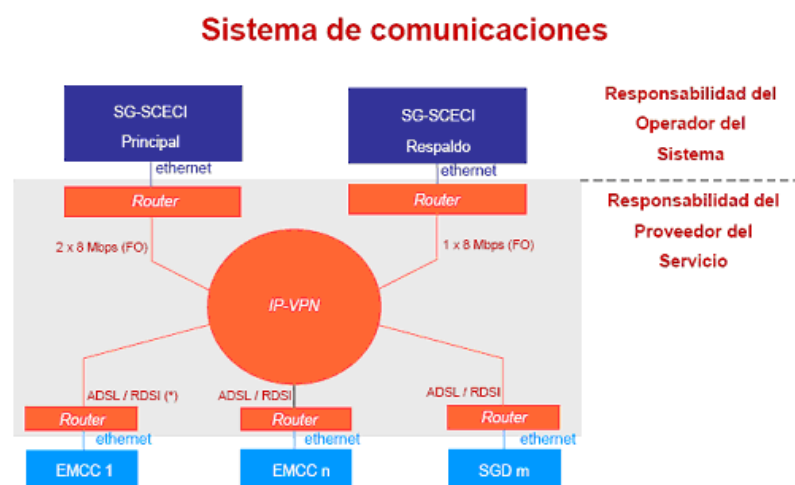 Sistema de comunicaciones
SG-SCECI
Principal
SG-SCECI
Respaldo
Responsabilidad del
Operador del
Sistema
ethernet
ethernet
Router
Router
Responsabilidad del
Proveedor del
Servicio
2 x 8 Mbps (FO)
1 x 8 Mbps (FO)
IP-VPN
ADSL / RDSI (*)
ADSL / RDSI
ADSL / RDSI
Router
Router
Router
ethernet
ethernet
ethernet
EMCC 1
EMCC n
SGD m